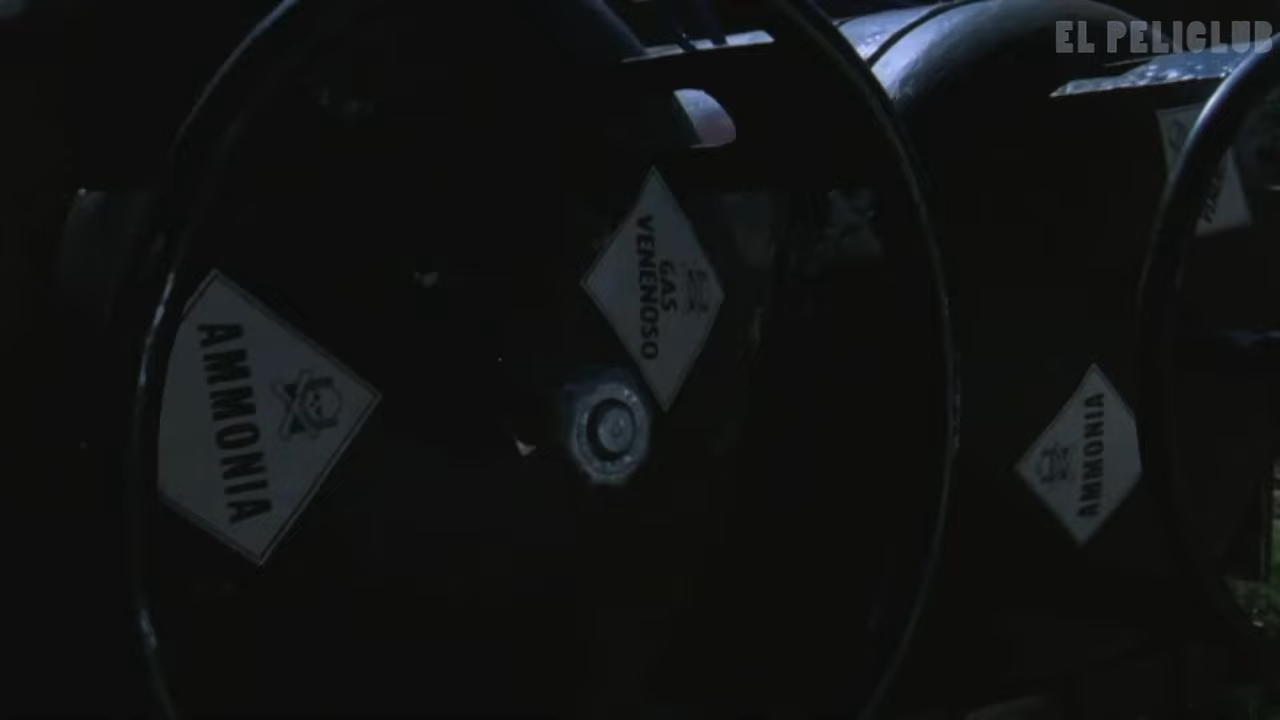 EL PELICLUB
AMMONIA
GAS
VENENOSO
AMMONIA